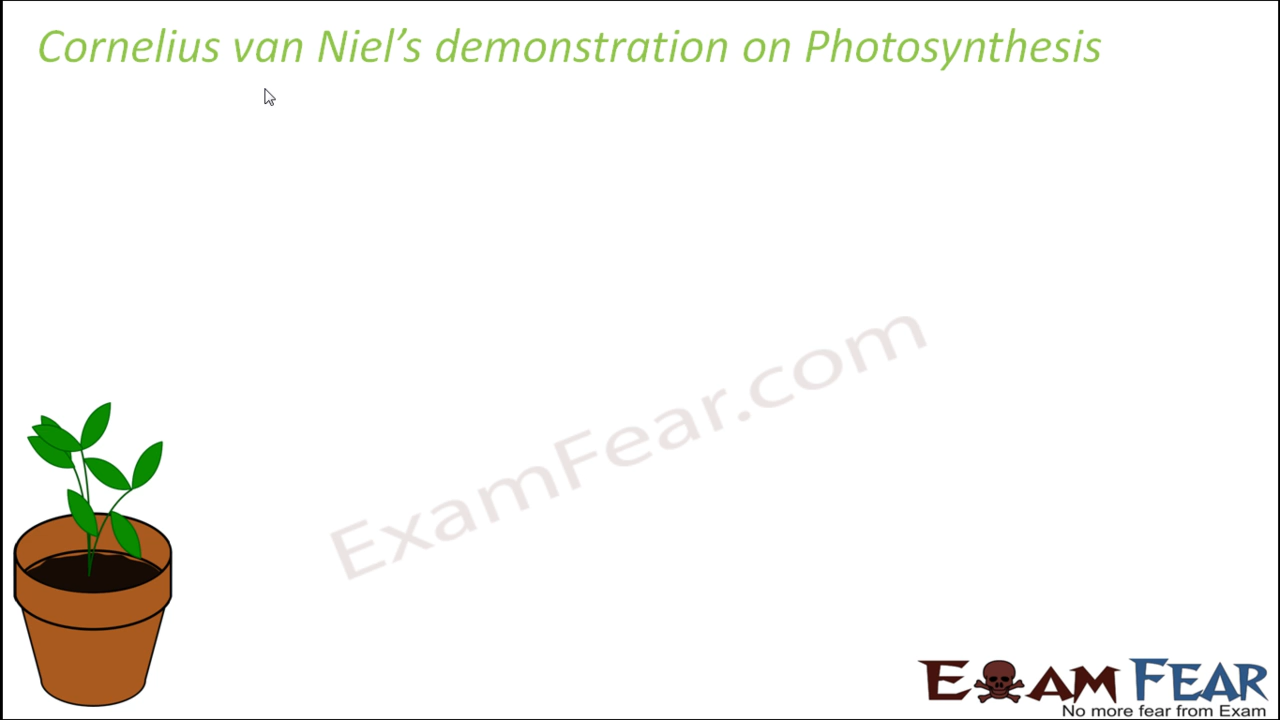 Cornelius van Niel’s demonstration on Photosynthesis
ExamFear.com
EXAM FEAR
No more fear from Exam